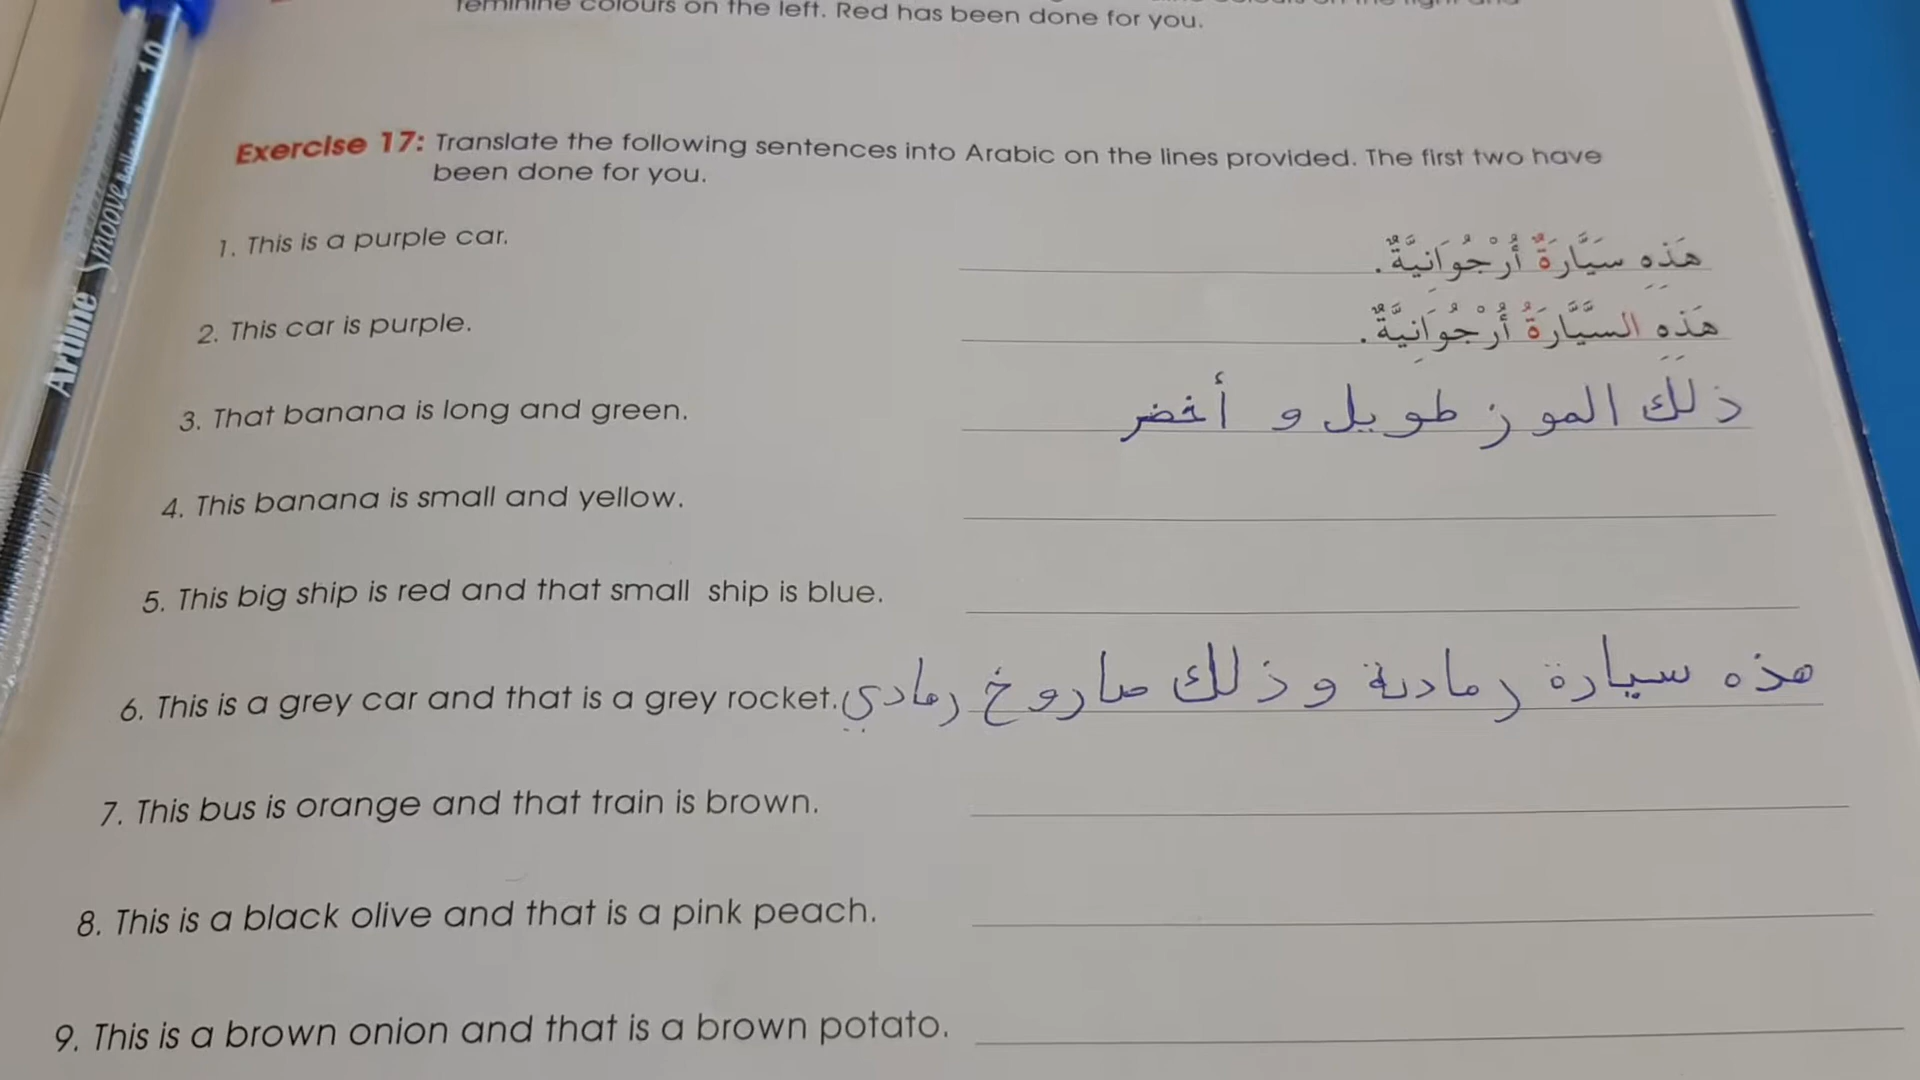 feminine colours on the left. Red has been done for you.
Artline Smoove 1.0
Exercise 17: Translate the following sentences into Arabic on the lines provided. The first two have
been done for you.
1. This is a purple car.
هَذِهِ سَيَّارَةٌ أُرْجُوَانِيَّةٌ.
2. This car is purple.
هَذِهِ السَّيَّارَةُ أُرْجُوَانِيَّةٌ.
3. That banana is long and green.
ذلك الموز طويل و أخضر
4. This banana is small and yellow.
5. This big ship is red and that small ship is blue.
6. This is a grey car and that is a grey rocket.
هذه سيارة رمادية وذلك صاروخ رمادي
7. This bus is orange and that train is brown.
8. This is a black olive and that is a pink peach.
9. This is a brown onion and that is a brown potato.